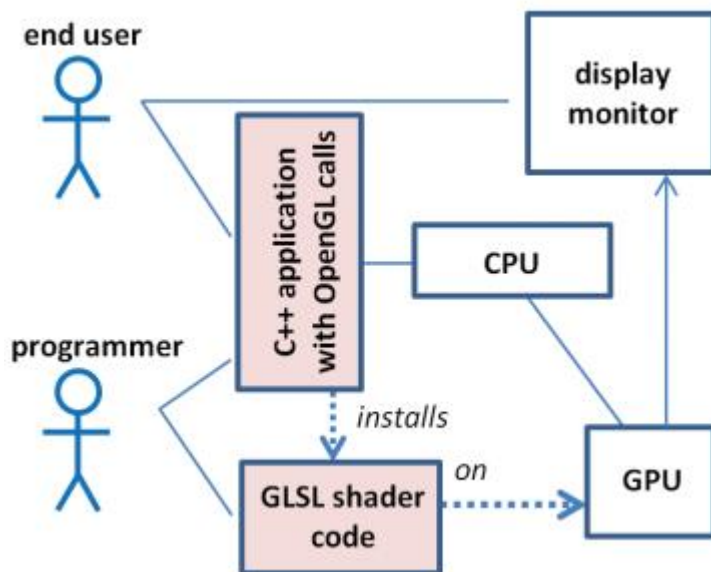 end user
display
monitor
C++ application
with OpenGL calls
CPU
programmer
installs
on
GLSL shader
code
GPU